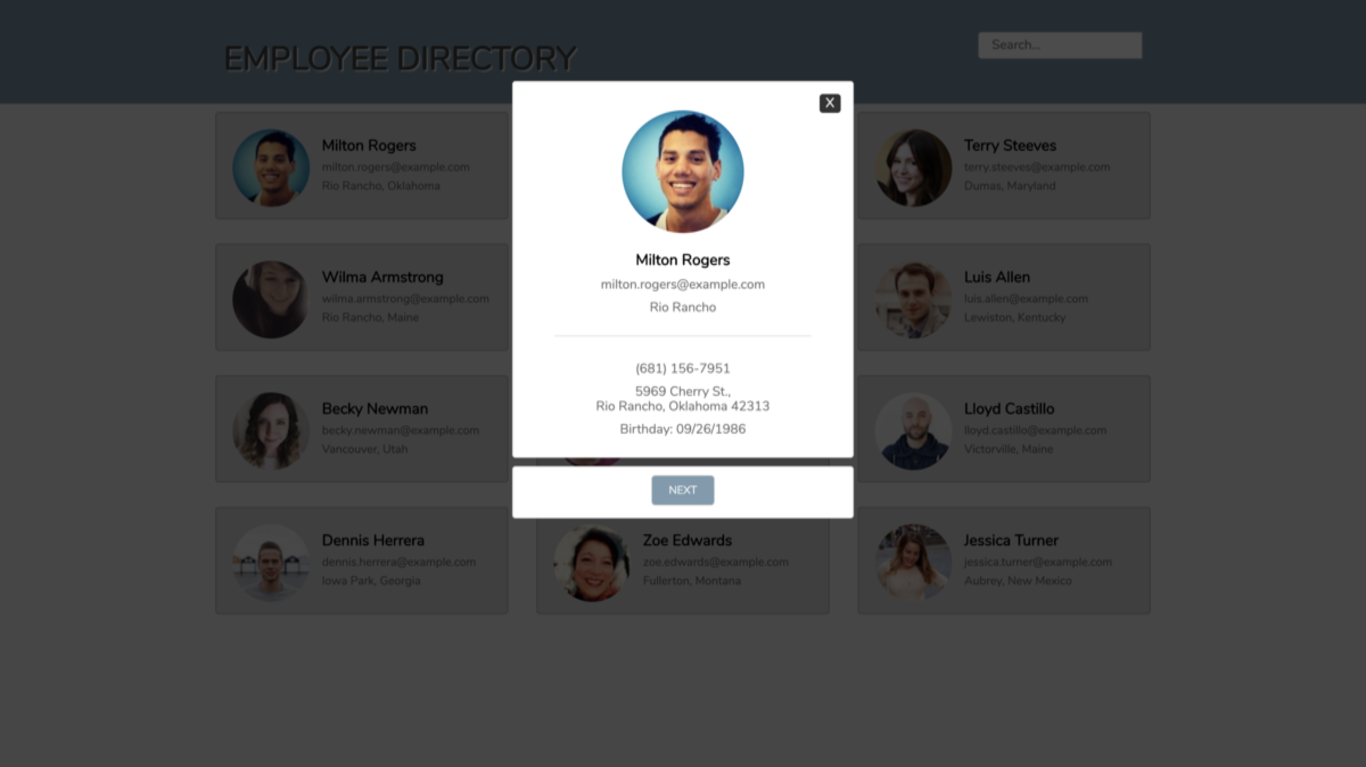 EMPLOYEE DIRECTORY
Search...
X
Milton Rogers
milton.rogers@example.com
Rio Rancho
(681) 156-7951
5969 Cherry St.,
Rio Rancho, Oklahoma 42313
Birthday: 09/26/1986
NEXT
Milton Rogers
milton.rogers@example.com
Rio Rancho, Oklahoma
Terry Steeves
terry.steeves@example.com
Dumas, Maryland
Wilma Armstrong
wilma.armstrong@example.com
Rio Rancho, Maine
Luis Allen
luis.allen@example.com
Lewiston, Kentucky
Becky Newman
becky.newman@example.com
Vancouver, Utah
Lloyd Castillo
lloyd.castillo@example.com
Victorville, Maine
Dennis Herrera
dennis.herrera@example.com
Iowa Park, Georgia
Zoe Edwards
zoe.edwards@example.com
Fullerton, Montana
Jessica Turner
jessica.turner@example.com
Aubrey, New Mexico